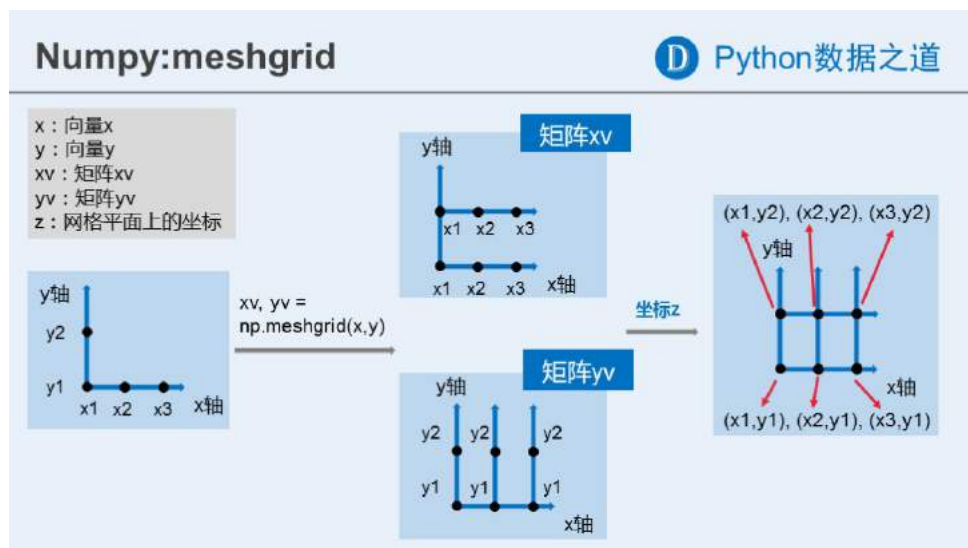 Numpy:meshgrid
D Python数据之道
x：向量x
y：向量y
xv：矩阵xv
yv：矩阵yv
z：网格平面上的坐标
y轴
y2
y1
x1 x2 x3 x轴
xv, yv =
np.meshgrid(x,y)
矩阵xv
y轴
x1 x2 x3
x1 x2 x3 x轴
矩阵yv
y轴
y2 y2 y2
y1 y1 y1
x轴
坐标z
(x1,y2), (x2,y2), (x3,y2)
y轴
x轴
(x1,y1), (x2,y1), (x3,y1)